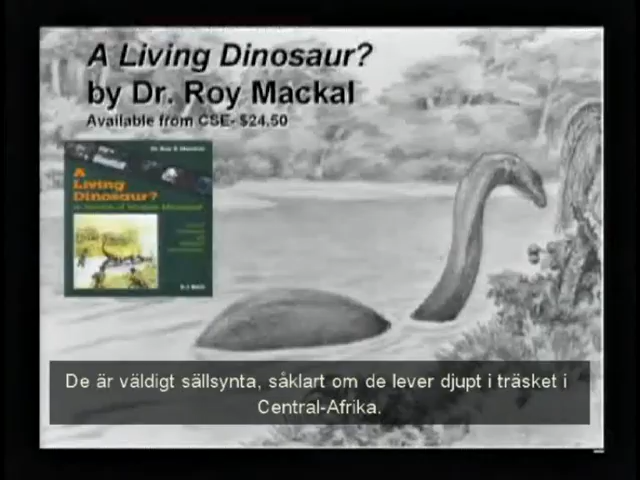 A Living Dinosaur?
by Dr. Roy Mackal
Available from CSE- $24.50
A
Living
Dinosaur?
De är väldigt sällsynta, såklart om de lever djupt i träsket i
Central-Afrika.